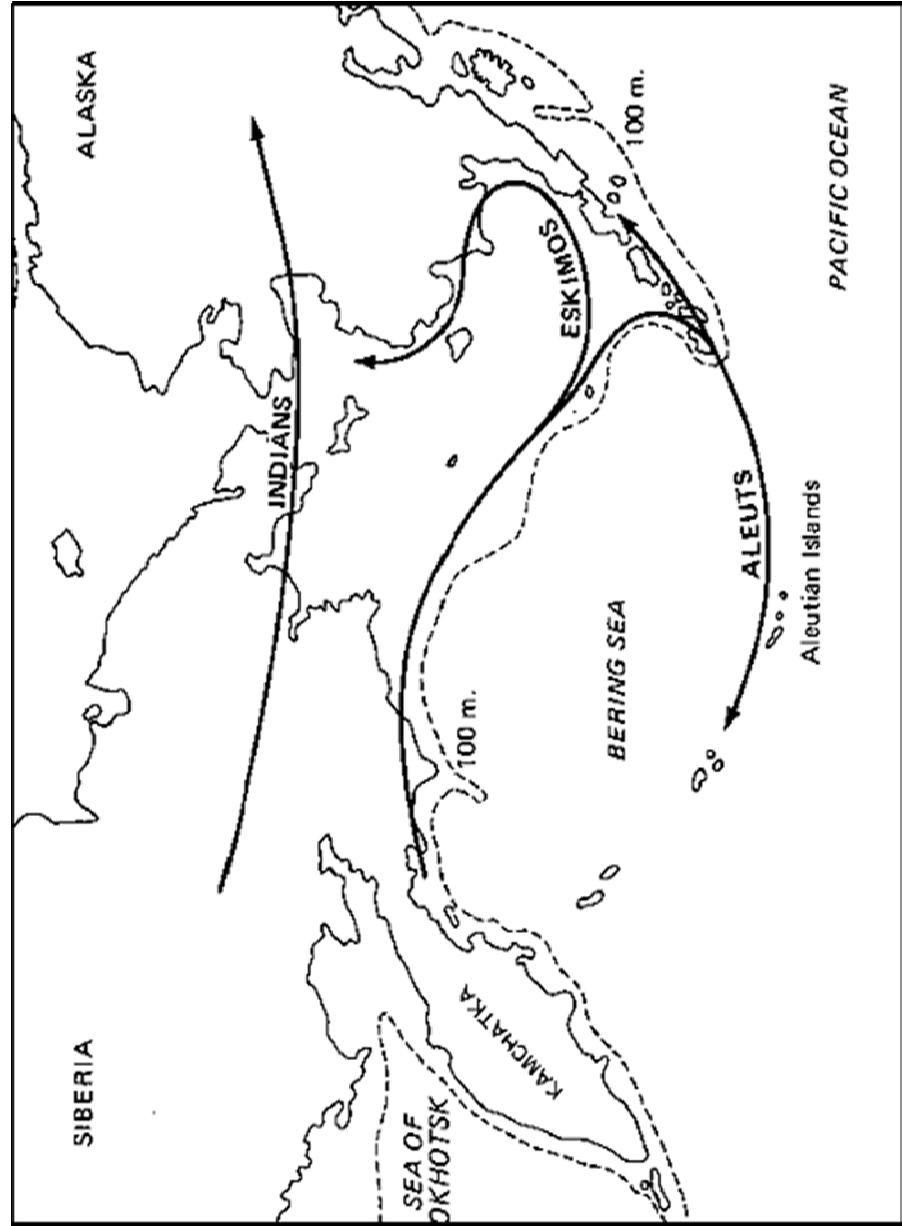 SIBERIA
ALASKA
INDIANS
SEA OF
OKHOTSK
KAMCHATKA
100 m.
ESKIMOS
BERING SEA
100 m.
ALEUTS
Aleutian Islands
PACIFIC OCEAN